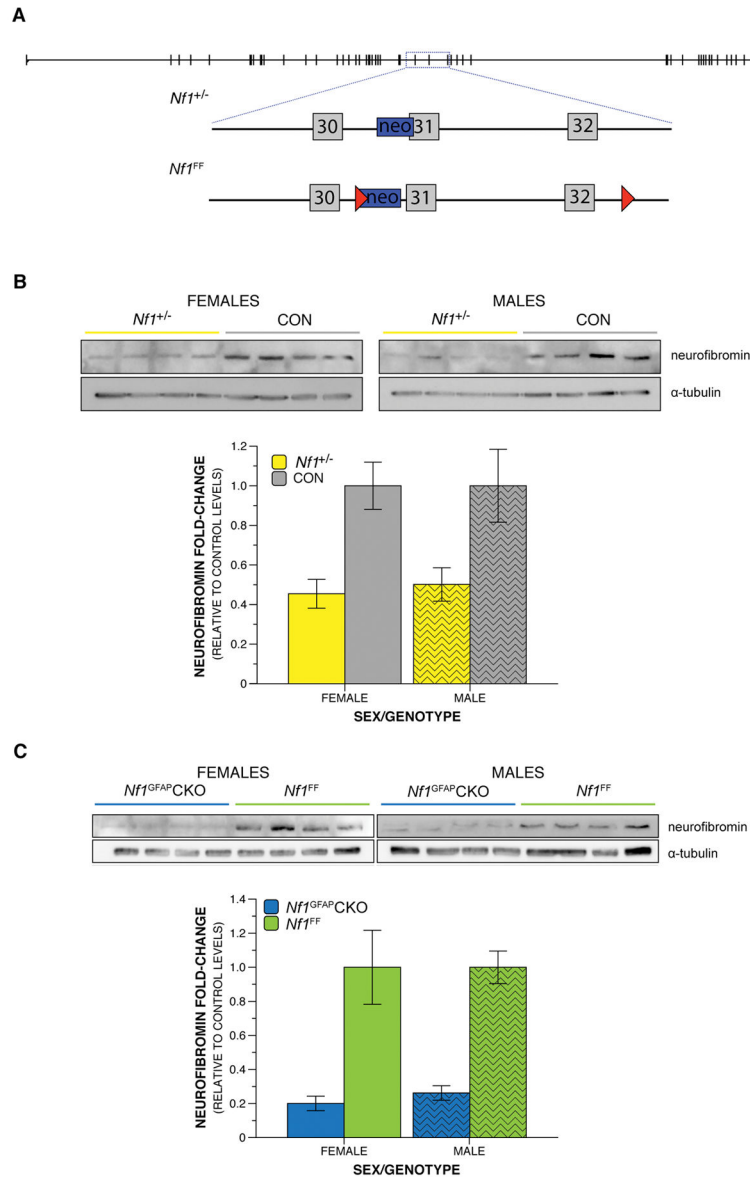 A
Nf1+/-
30 neo 31 32
Nf1FF
30 neo 31 32
B
FEMALES MALES
Nf1+/- CON Nf1+/- CON
neurofibromin
α-tubulin
NEUROFIBROMIN FOLD-CHANGE
(RELATIVE TO CONTROL LEVELS)
1.2
1.0
0.8
0.6
0.4
0.2
0
Nf1+/-
CON
FEMALE MALE
SEX/GENOTYPE
C
FEMALES MALES
Nf1GFAPCKO Nf1FF Nf1GFAPCKO Nf1FF
neurofibromin
α-tubulin
NEUROFIBROMIN FOLD-CHANGE
(RELATIVE TO CONTROL LEVELS)
1.4
1.2
1.0
0.8
0.6
0.4
0.2
0
Nf1GFAPCKO
Nf1FF
FEMALE MALE
SEX/GENOTYPE